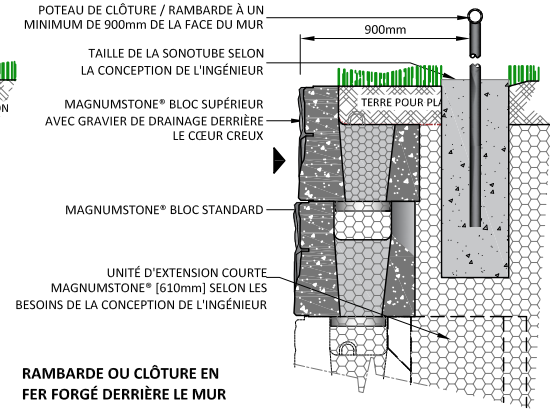 POTEAU DE CLÔTURE / RAMBARDE À UN
MINIMUM DE 900mm DE LA FACE DU MUR
900mm
TAILLE DE LA SONOTUBE SELON
LA CONCEPTION DE L'INGÉNIEUR
MAGNUMSTONE® BLOC SUPÉRIEUR
AVEC GRAVIER DE DRAINAGE DERRIÈRE
LE CŒUR CREUX
TERRE POUR PLA
MAGNUMSTONE® BLOC STANDARD
UNITÉ D'EXTENSION COURTE
MAGNUMSTONE® [610mm] SELON LES
BESOINS DE LA CONCEPTION DE L'INGÉNIEUR
RAMBARDE OU CLÔTURE EN
FER FORGÉ DERRIÈRE LE MUR